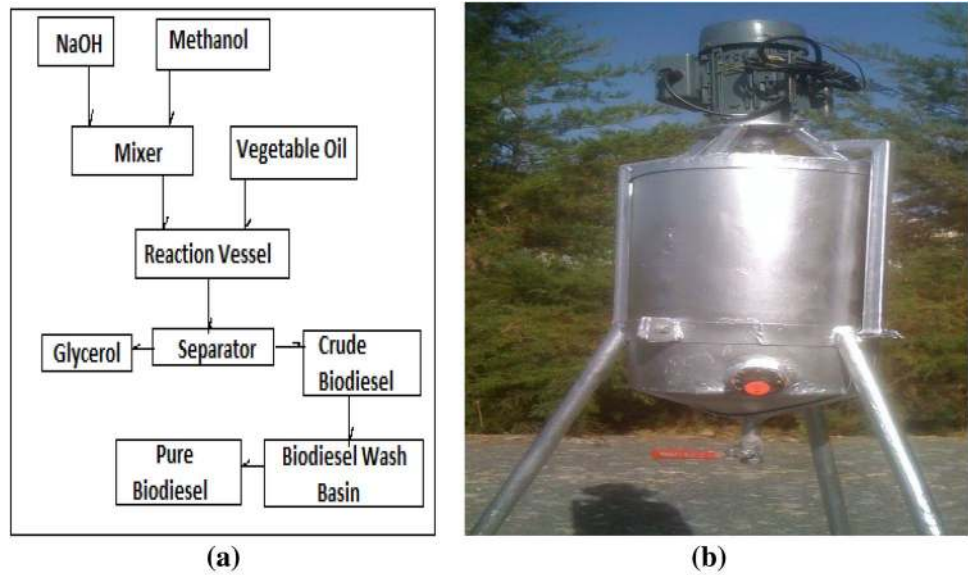 NaOH
Methanol
Mixer
Vegetable Oil
Reaction Vessel
Glycerol
Separator
Crude
Biodiesel
Pure
Biodiesel
Biodiesel Wash
Basin
(a)
(b)